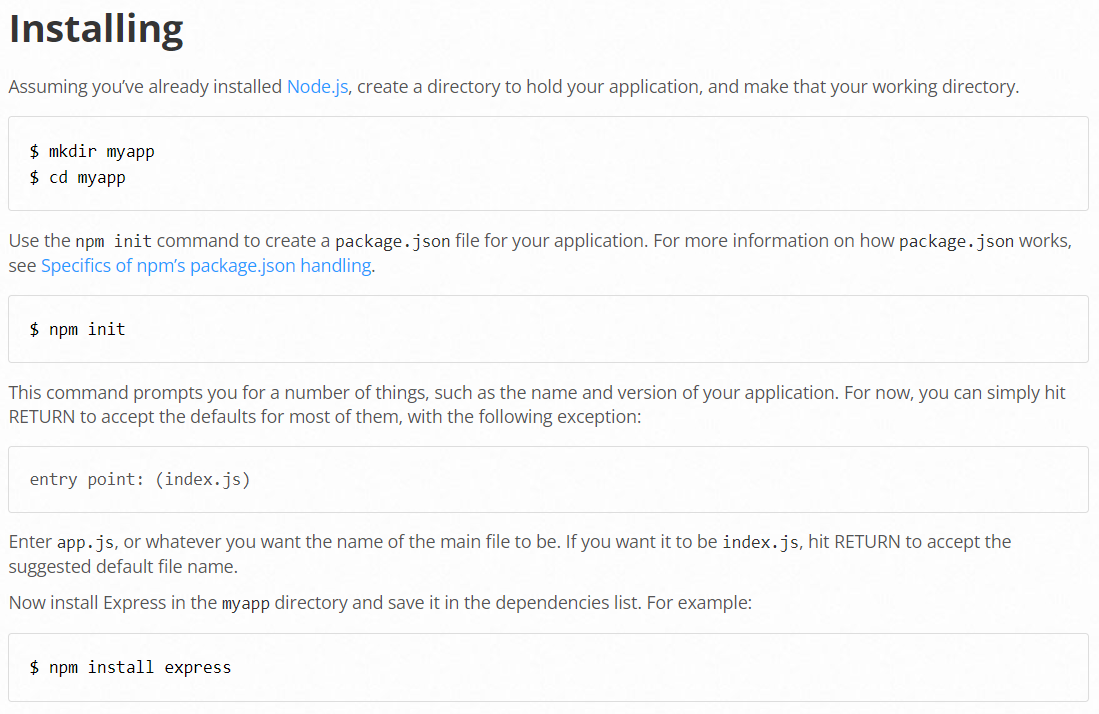 Installing
Assuming you’ve already installed Node.js, create a directory to hold your application, and make that your working directory.
$ mkdir myapp
$ cd myapp
Use the npm init command to create a package.json file for your application. For more information on how package.json works,
see Specifics of npm’s package.json handling.
$ npm init
This command prompts you for a number of things, such as the name and version of your application. For now, you can simply hit
RETURN to accept the defaults for most of them, with the following exception:
entry point: (index.js)
Enter app.js, or whatever you want the name of the main file to be. If you want it to be index.js, hit RETURN to accept the
suggested default file name.
Now install Express in the myapp directory and save it in the dependencies list. For example:
$ npm install express